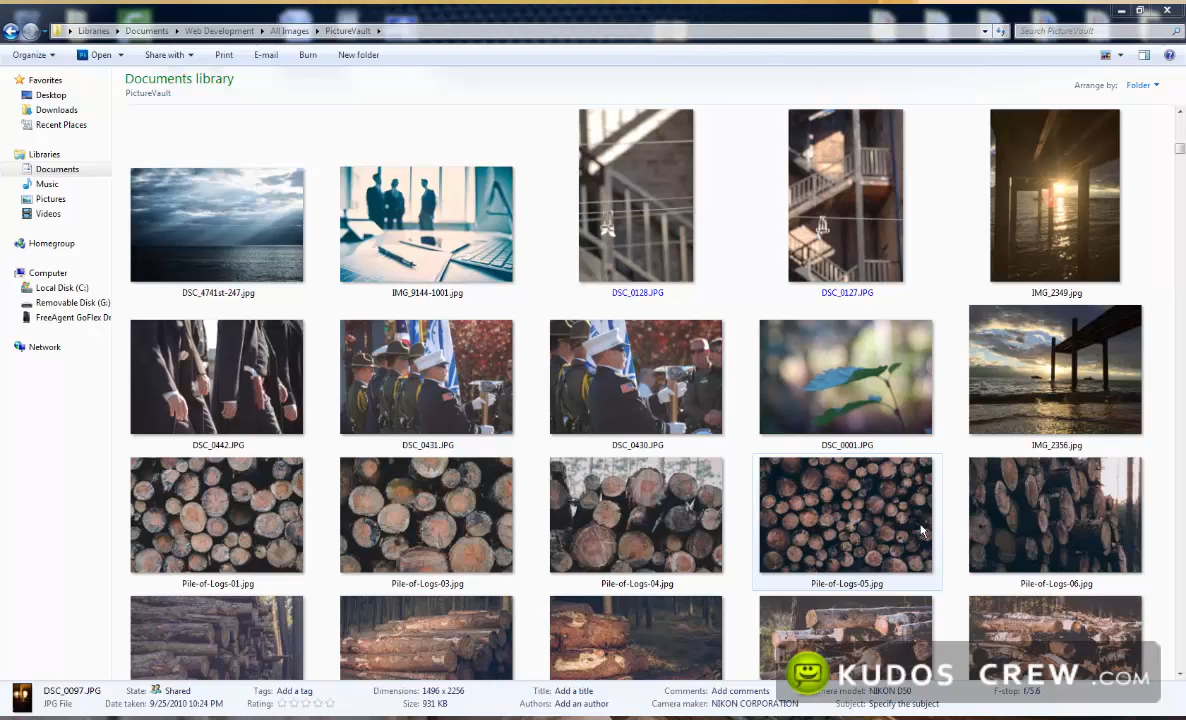 Libraries
Documents
Web Development
All Images
PictureVault
Search PictureVault
Organize
Open
Share with
Print
E-mail
Burn
New folder
Documents library
PictureVault
Arrange by: Folder
Favorites
Desktop
Downloads
Recent Places
Libraries
Documents
Music
Pictures
Videos
Homegroup
Computer
Local Disk (C:)
Removable Disk (G:)
FreeAgent GoFlex Dr
Network
DSC_4741st-247.jpg
IMG_9144-1001.jpg
DSC_0128.JPG
DSC_0127.JPG
IMG_2349.jpg
DSC_0442.JPG
DSC_0431.JPG
DSC_0430.JPG
DSC_0001.JPG
IMG_2356.jpg
Pile-of-Logs-01.jpg
Pile-of-Logs-03.jpg
Pile-of-Logs-04.jpg
Pile-of-Logs-05.jpg
Pile-of-Logs-06.jpg
KUDOS CREW.COM
DSC_0097.JPG
State: Shared
Tags: Add a tag
Dimensions: 1496 x 2256
Title: Add a title
Comments: Add comments
mera model: NIKON D50
F-stop: f/5.6
JPG File
Date taken: 9/25/2010 10:24 PM
Rating:
Size: 931 KB
Authors: Add an author
Camera maker: NIKON CORPORATION
Subject: Specify the subject